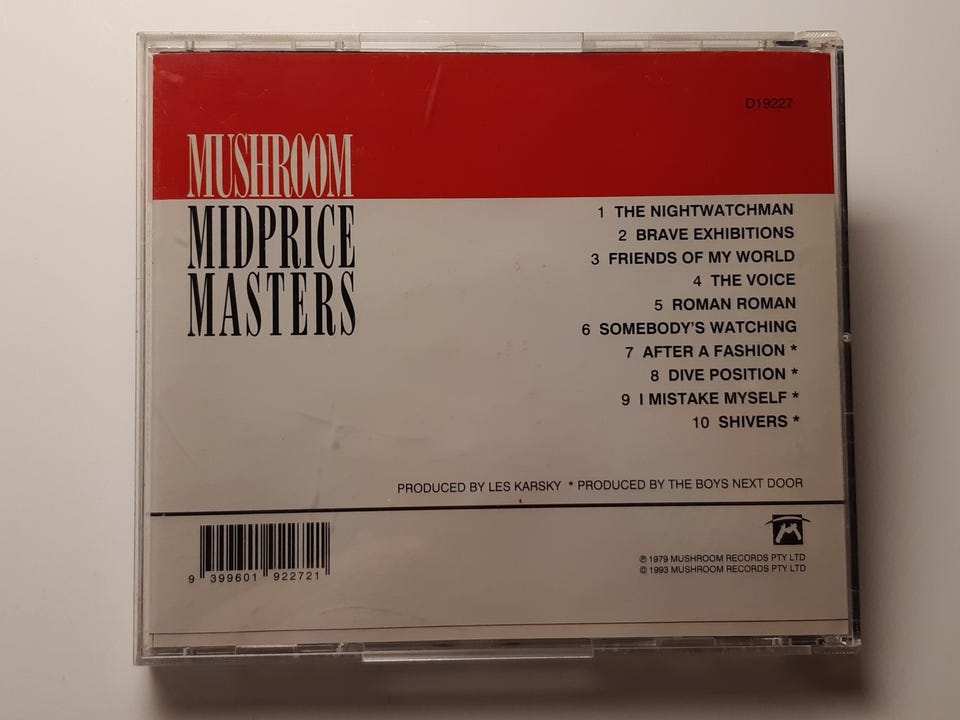 D19227
MUSHROOM
MIDPRICE
MASTERS
1 THE NIGHTWATCHMAN
2 BRAVE EXHIBITIONS
3 FRIENDS OF MY WORLD
4 THE VOICE
5 ROMAN ROMAN
6 SOMEBODY'S WATCHING
7 AFTER A FASHION *
8 DIVE POSITION *
9 I MISTAKE MYSELF *
10 SHIVERS *
PRODUCED BY LES KARSKY * PRODUCED BY THE BOYS NEXT DOOR
9 399601 922721
℗ 1979 MUSHROOM RECORDS PTY LTD
© 1993 MUSHROOM RECORDS PTY LTD